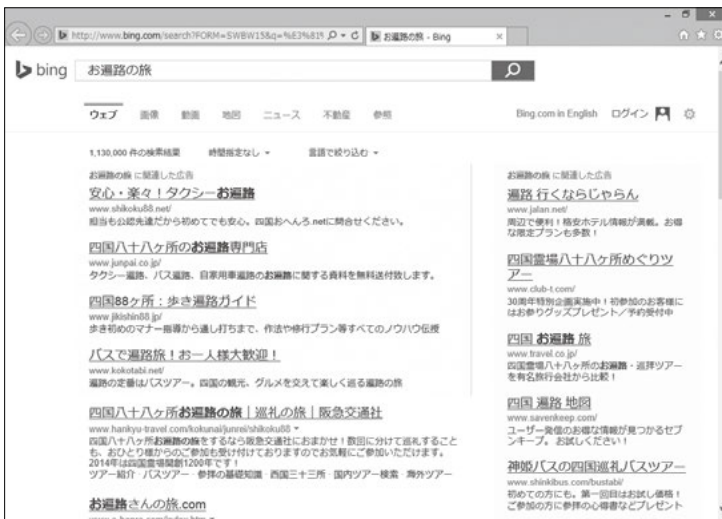 http://www.bing.com/search?FORM=SWBW15&q=%E3%81%
お遍路の旅 - Bing
bing
お遍路の旅
ウェブ 画像 動画 地図 ニュース 不動産 参照
Bing.com in English ログイン
1,130,000 件の検索結果 時間指定なし 言語で絞り込む
お遍路の旅 に関連した広告
安心・楽々！タクシーお遍路
www.shikoku88.net/
担当も公認先達だから初めてでも安心。四国おへんろ.netに問合せください。
四国八十八ヶ所のお遍路専門店
www.junpai.co.jp/
タクシー遍路、バス遍路、自家用車遍路のお遍路に関する資料を無料送付致します。
四国88ヶ所：歩き遍路ガイド
www.jikishin88.jp/
歩き初めのマナー指導から通し打ちまで、作法や修行プラン等すべてのノウハウ伝授
バスで遍路旅！お一人様大歓迎！
www.kokotabi.net/
遍路の定番はバスツアー。四国の観光、グルメを交えて楽しく巡る遍路の旅
四国八十八ヶ所お遍路の旅｜巡礼の旅｜阪急交通社
www.hankyu-travel.com/kokunai/junrei/shikoku88
四国八十八ヶ所お遍路の旅をするなら阪急交通社におまかせ！数回に分けて巡礼すること
も、おひとり様からのご参加も受け付けておりますのでお気軽にご参加いただけます。
2014年は四国霊場開創1200年です！
ツアー紹介 · バスツアー · 参拝の基礎知識 · 西国三十三所 · 国内ツアー検索 · 海外ツアー
お遍路さんの旅.com
お遍路の旅 に関連した広告
遍路 行くならじゃらん
www.jalan.net/
周辺で便利！格安ホテル情報が満載。お得
な限定プランも多数！
四国霊場八十八ヶ所めぐりツ
アー
www.club-t.com/
30周年特別企画実施中！初参加のお客様に
はお参りグッズプレゼント／予約受付中
四国 お遍路 旅
www.travel.co.jp/
四国霊場八十八ヶ所のお遍路・巡拝ツアー
を有名旅行会社から比較！
四国 遍路 地図
www.savenkeep.com/
ユーザー発信のお得な情報が見つかるセブ
ンキープ。お試しください！
神姫バスの四国巡礼バスツアー
www.shinkibus.com/bustabi/
初めての方にも。第一回目はお試し価格！
ご参加の方に参拝の心得書などプレゼント